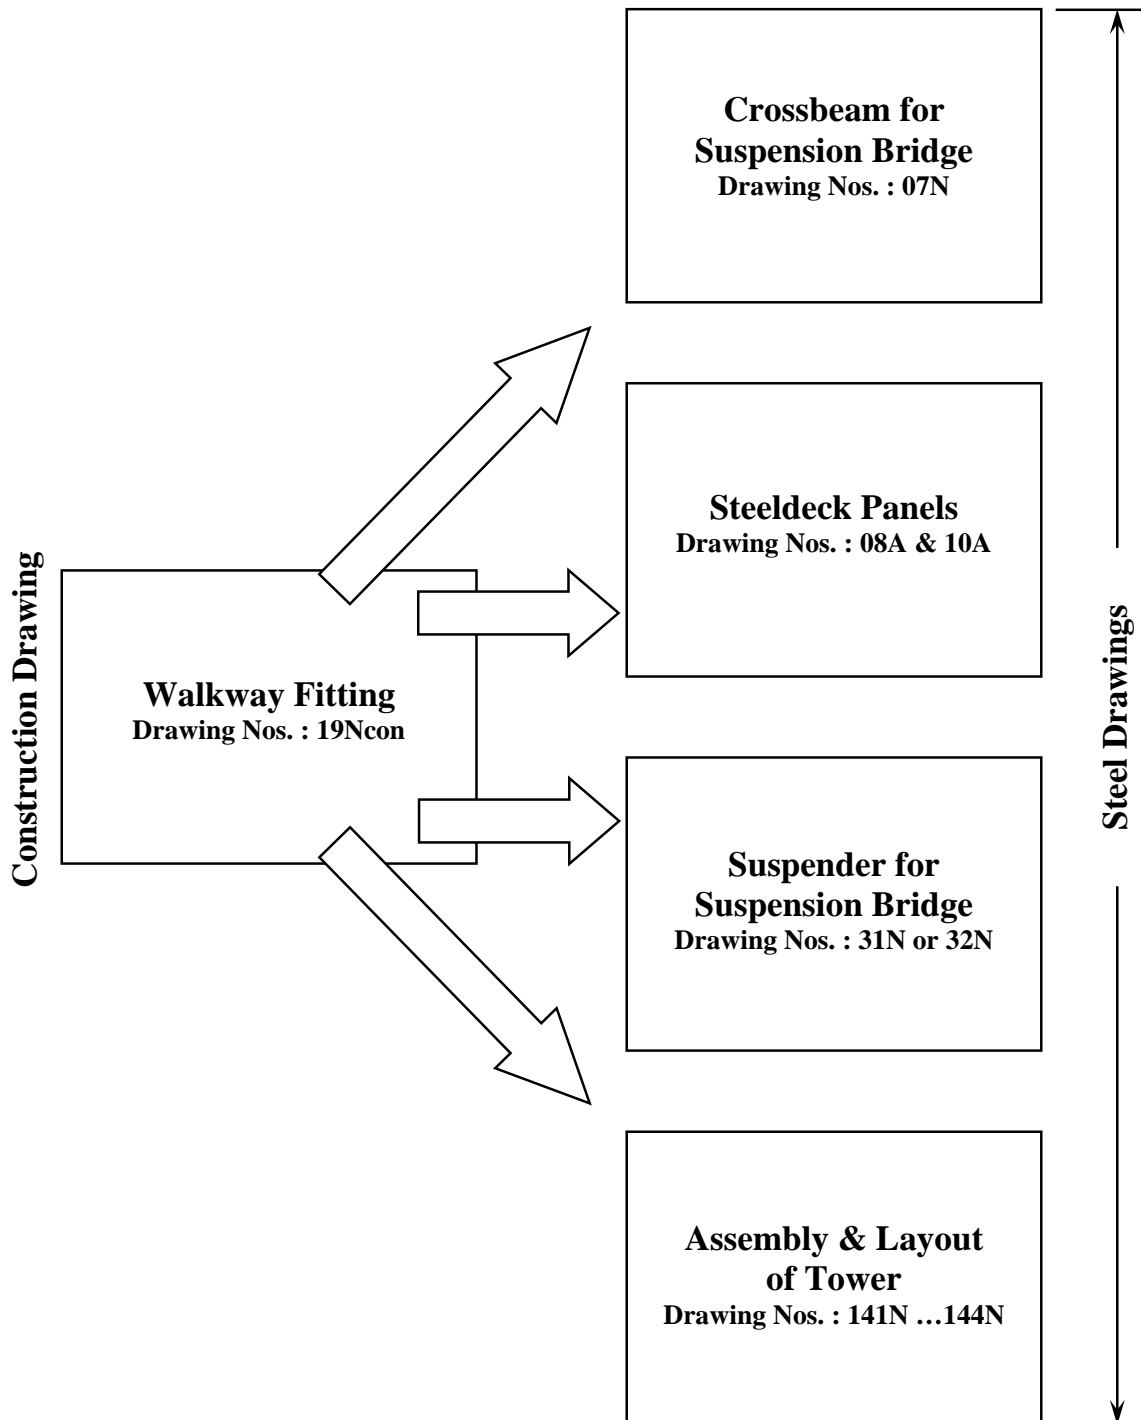 Crossbeam for
Suspension Bridge
Drawing Nos. : 07N
Steeldeck Panels
Drawing Nos. : 08A & 10A
Construction Drawing
Walkway Fitting
Drawing Nos. : 19Ncon
Steel Drawings
Suspender for
Suspension Bridge
Drawing Nos. : 31N or 32N
Assembly & Layout
of Tower
Drawing Nos. : 141N …144N